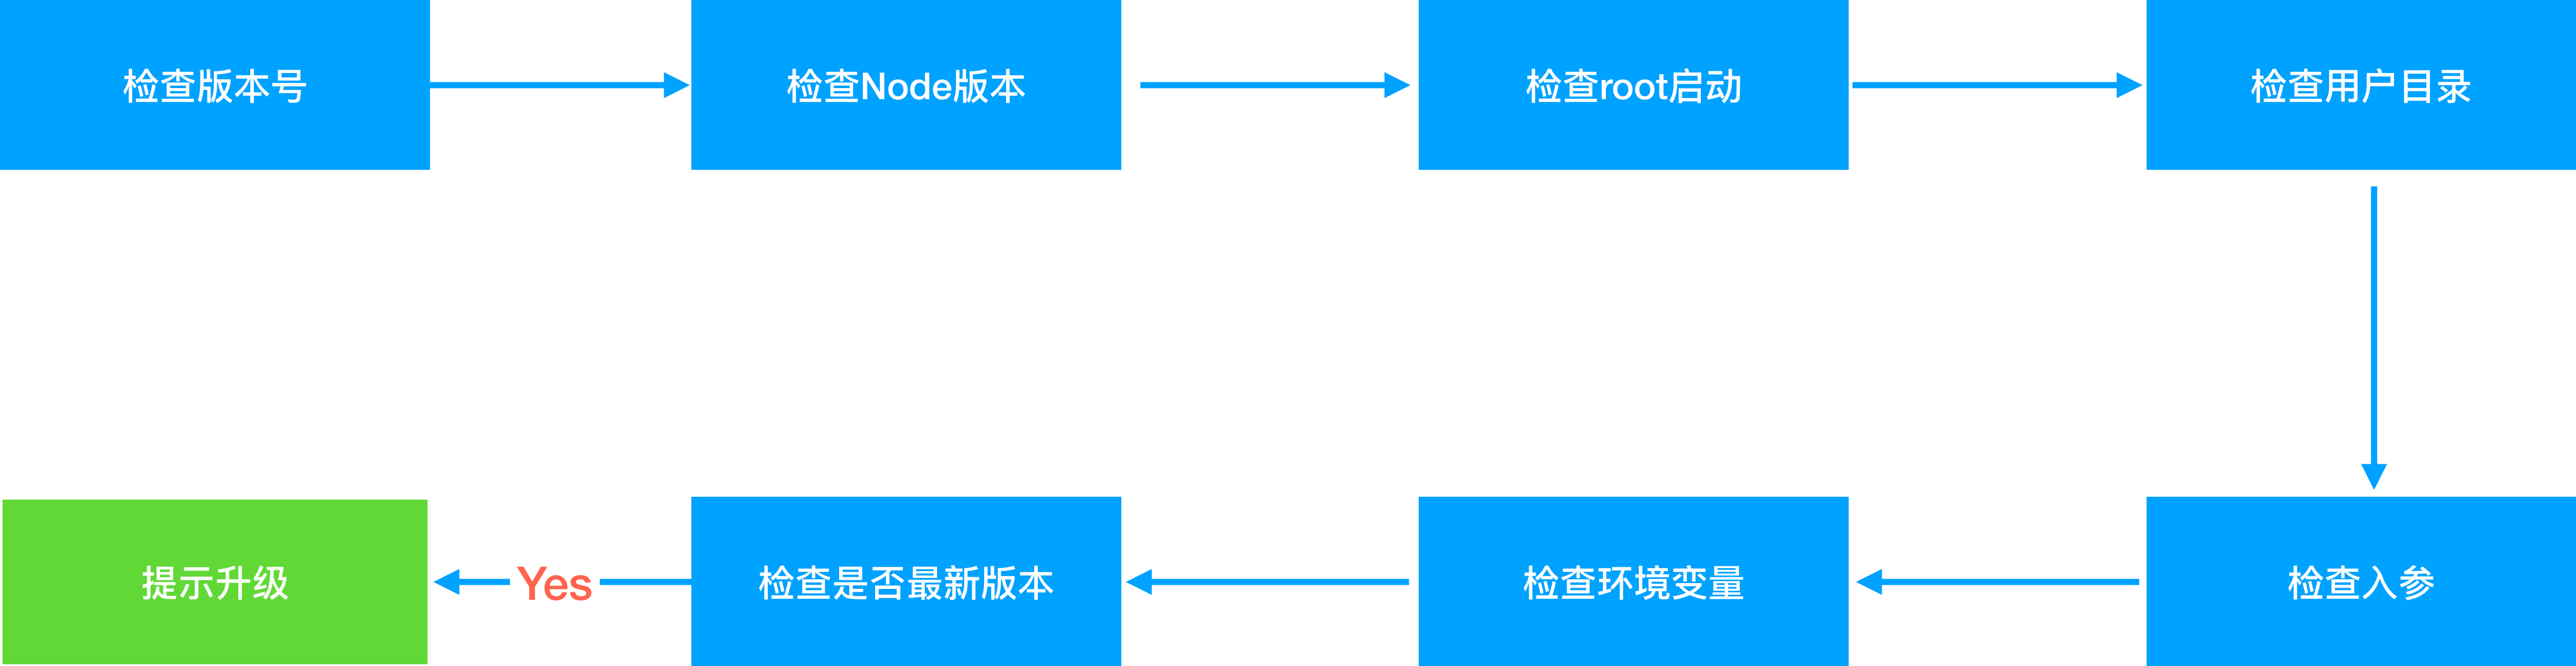 检查版本号
检查Node版本
检查root启动
检查用户目录
检查入参
检查环境变量
检查是否最新版本
Yes
提示升级